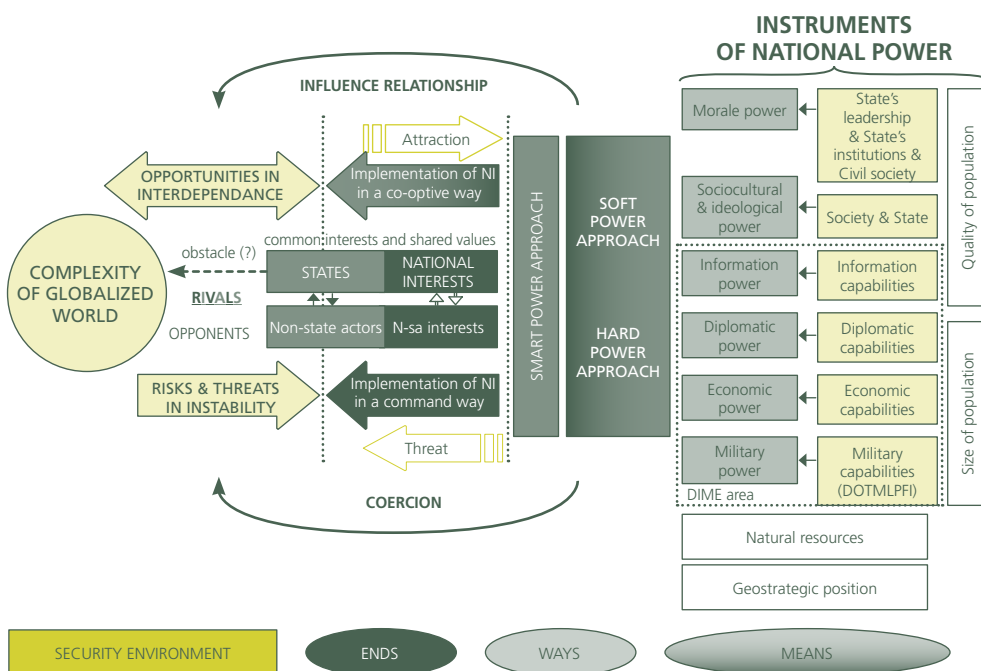 INSTRUMENTS
OF NATIONAL POWER
INFLUENCE RELATIONSHIP
Attraction
OPPORTUNITIES IN
INTERDEPENDANCE
Implementation of NI
in a co-optive way
common interests and shared values
obstacle (?)
COMPLEXITY
OF GLOBALIZED
WORLD
STATES
NATIONAL
INTERESTS
RIVALS
OPPONENTS
Non-state actors
N-sa interests
RISKS & THREATS
IN INSTABILITY
Implementation of NI
in a command way
Threat
COERCION
SMART POWER APPROACH
SOFT
POWER
APPROACH
HARD
POWER
APPROACH
Morale power
State's
leadership
& State's
institutions &
Civil society
Sociocultural
& ideological
power
Society & State
Information
power
Information
capabilities
Diplomatic
power
Diplomatic
capabilities
Economic
power
Economic
capabilities
Military
power
Military
capabilities
(DOTMLPFI)
DIME area
Quality of population
Size of population
Natural resources
Geostrategic position
SECURITY ENVIRONMENT
ENDS
WAYS
MEANS